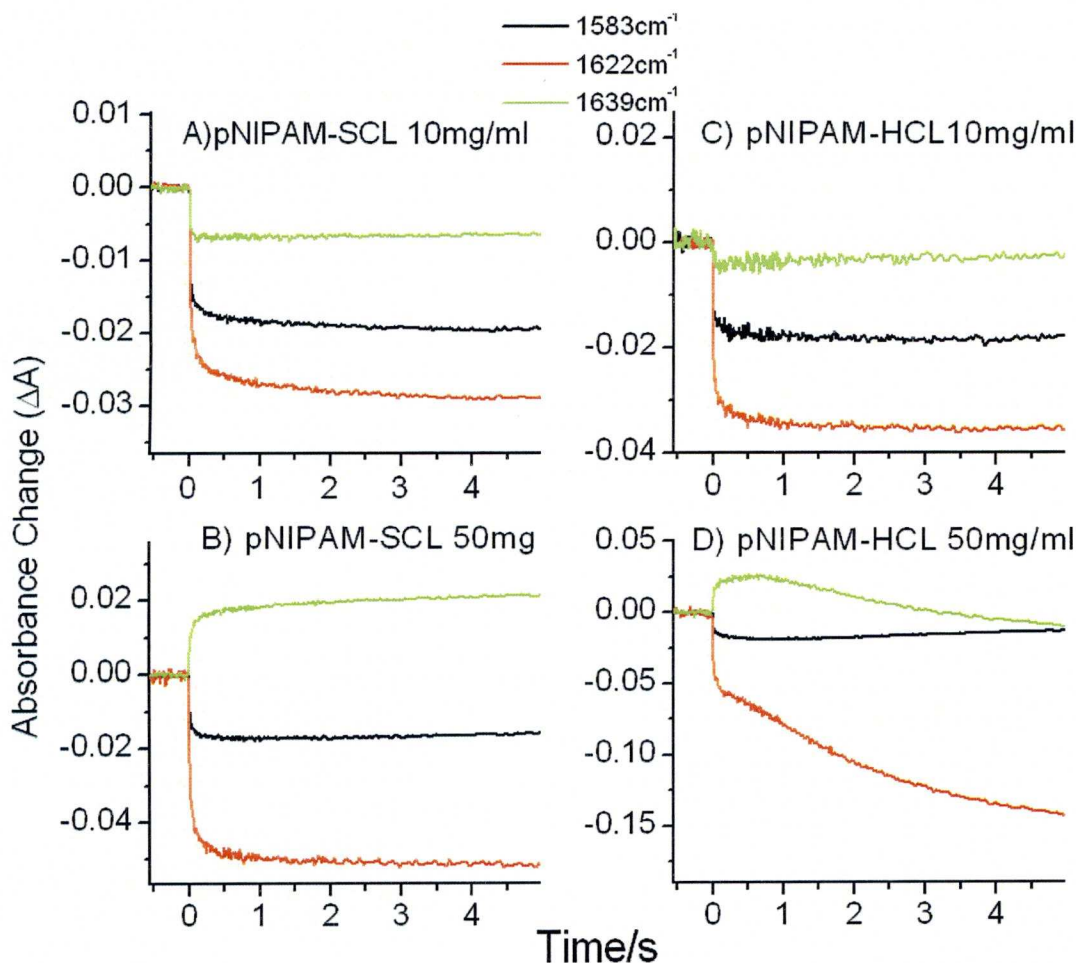 1583cm⁻¹
1622cm⁻¹
1639cm⁻¹
A)pNIPAM-SCL 10mg/ml
0.01
0.00
-0.01
-0.02
-0.03
0 1 2 3 4
C) pNIPAM-HCL10mg/ml
0.02
0.00
-0.02
-0.04
0 1 2 3 4
B) pNIPAM-SCL 50mg
0.02
0.00
-0.02
-0.04
0 1 2 3 4
D) pNIPAM-HCL 50mg/ml
0.05
0.00
-0.05
-0.10
-0.15
0 1 2 3 4
Absorbance Change (ΔA)
Time/s